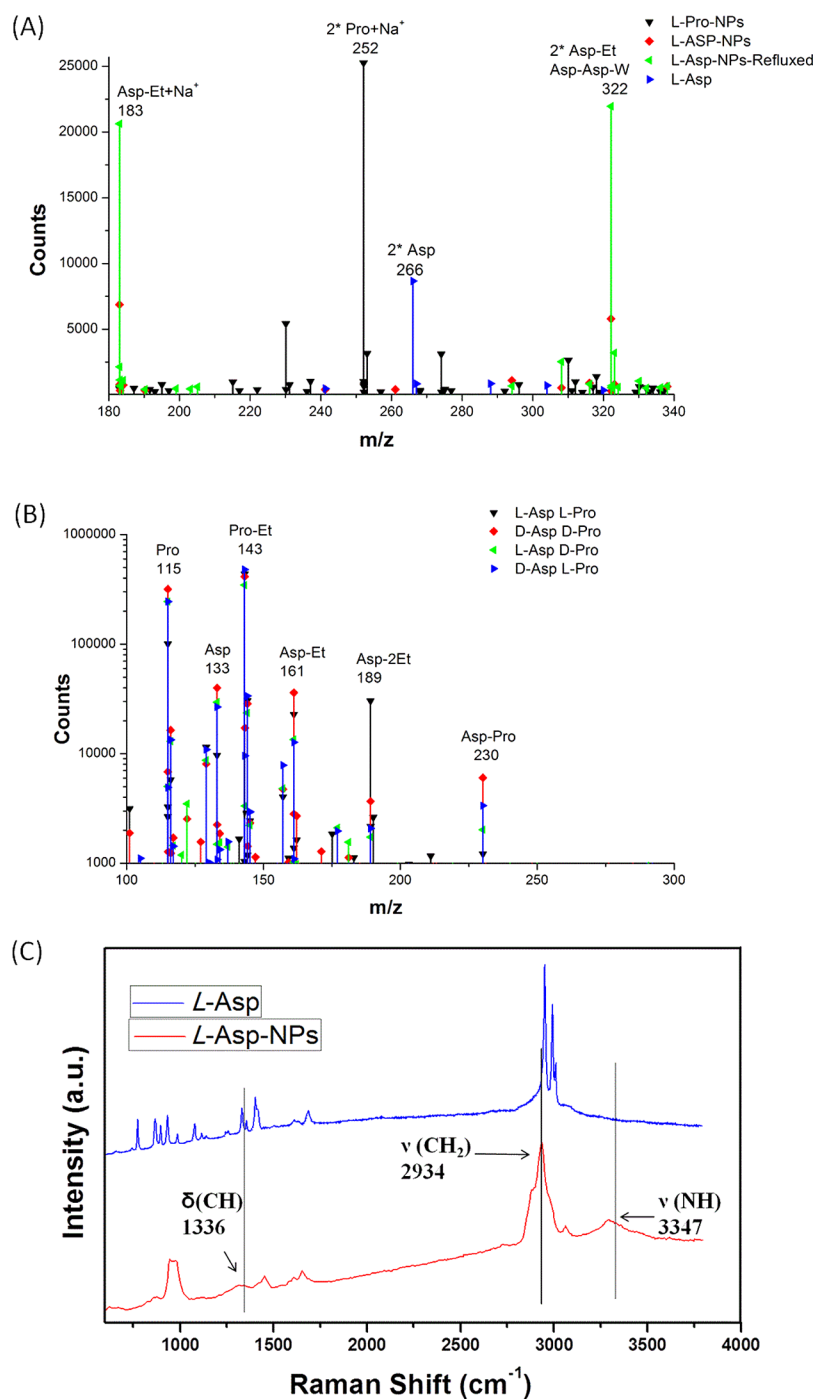 (A)
2* Pro+Na⁺
252
2* Asp-Et
Asp-Asp-W
322
L-Pro-NPs
L-ASP-NPs
L-Asp-NPs-Refluxed
L-Asp
Asp-Et+Na⁺
183
2* Asp
266
25000
20000
15000
10000
5000
Counts
180 200 220 240 260 280 300 320 340
m/z
(B)
L-Asp L-Pro
D-Asp D-Pro
L-Asp D-Pro
D-Asp L-Pro
Pro-Et
143
Pro
115
Asp
133
Asp-Et
161
Asp-2Et
189
Asp-Pro
230
1000000
100000
10000
1000
Counts
100 150 200 250 300
m/z
(C)
L-Asp
L-Asp-NPs
ν (CH₂)
2934
δ(CH)
1336
ν (NH)
3347
Intensity (a.u.)
1000 1500 2000 2500 3000 3500 4000
Raman Shift (cm⁻¹)